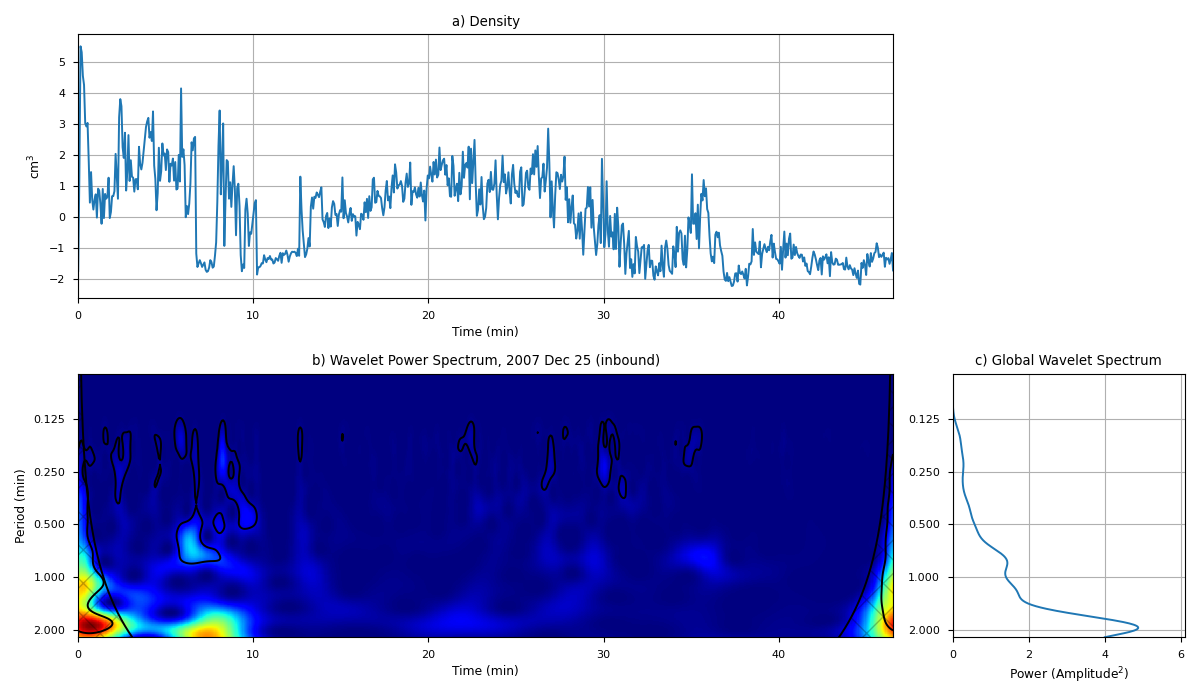 a) Density
5
4
3
2
1
0
−1
−2
cm³
0 10 20 30 40
Time (min)
b) Wavelet Power Spectrum, 2007 Dec 25 (inbound)
0.125
0.250
0.500
1.000
2.000
Period (min)
0 10 20 30 40
Time (min)
c) Global Wavelet Spectrum
0.125
0.250
0.500
1.000
2.000
0 2 4 6
Power (Amplitude²)